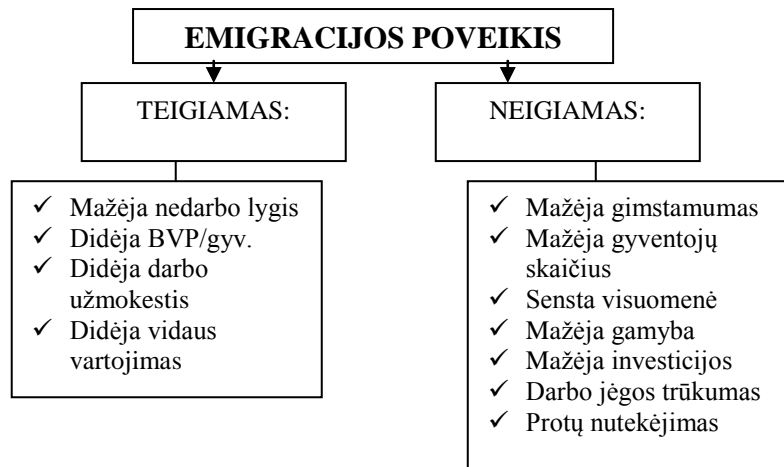 EMIGRACIJOS POVEIKIS
TEIGIAMAS:
✓ Mažėja nedarbo lygis
✓ Didėja BVP/gyv.
✓ Didėja darbo
užmokestis
✓ Didėja vidaus
vartojimas
NEIGIAMAS:
✓ Mažėja gimstamumas
✓ Mažėja gyventojų
skaičius
✓ Sensta visuomenė
✓ Mažėja gamyba
✓ Mažėja investicijos
✓ Darbo jėgos trūkumas
✓ Protų nutekėjimas